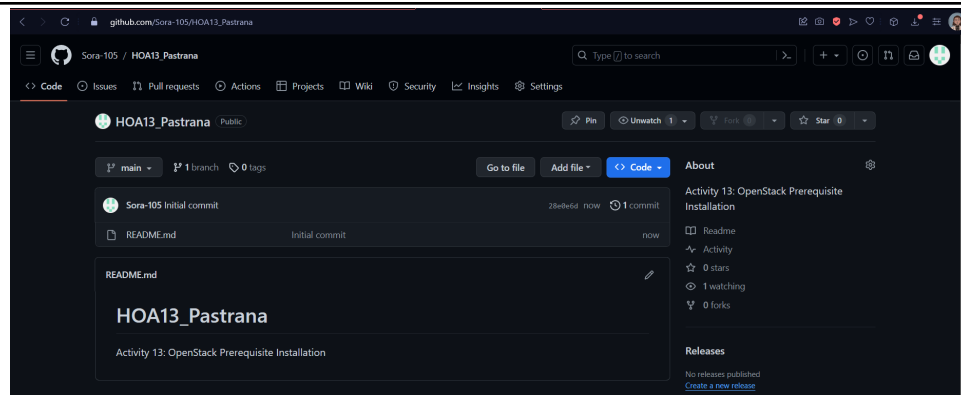 github.com/Sora-105/HOA13_Pastrana
Sora-105 / HOA13_Pastrana
Type / to search
<> Code Issues Pull requests Actions Projects Wiki Security Insights Settings
HOA13_Pastrana Public
Pin Unwatch 1 Fork 0 Star 0
main 1 branch 0 tags
Go to file Add file <> Code
Sora-105 Initial commit 28e0e6d now 1 commit
README.md Initial commit now
README.md
HOA13_Pastrana
Activity 13: OpenStack Prerequisite Installation
About
Activity 13: OpenStack Prerequisite
Installation
Readme
Activity
0 stars
1 watching
0 forks
Releases
No releases published
Create a new release